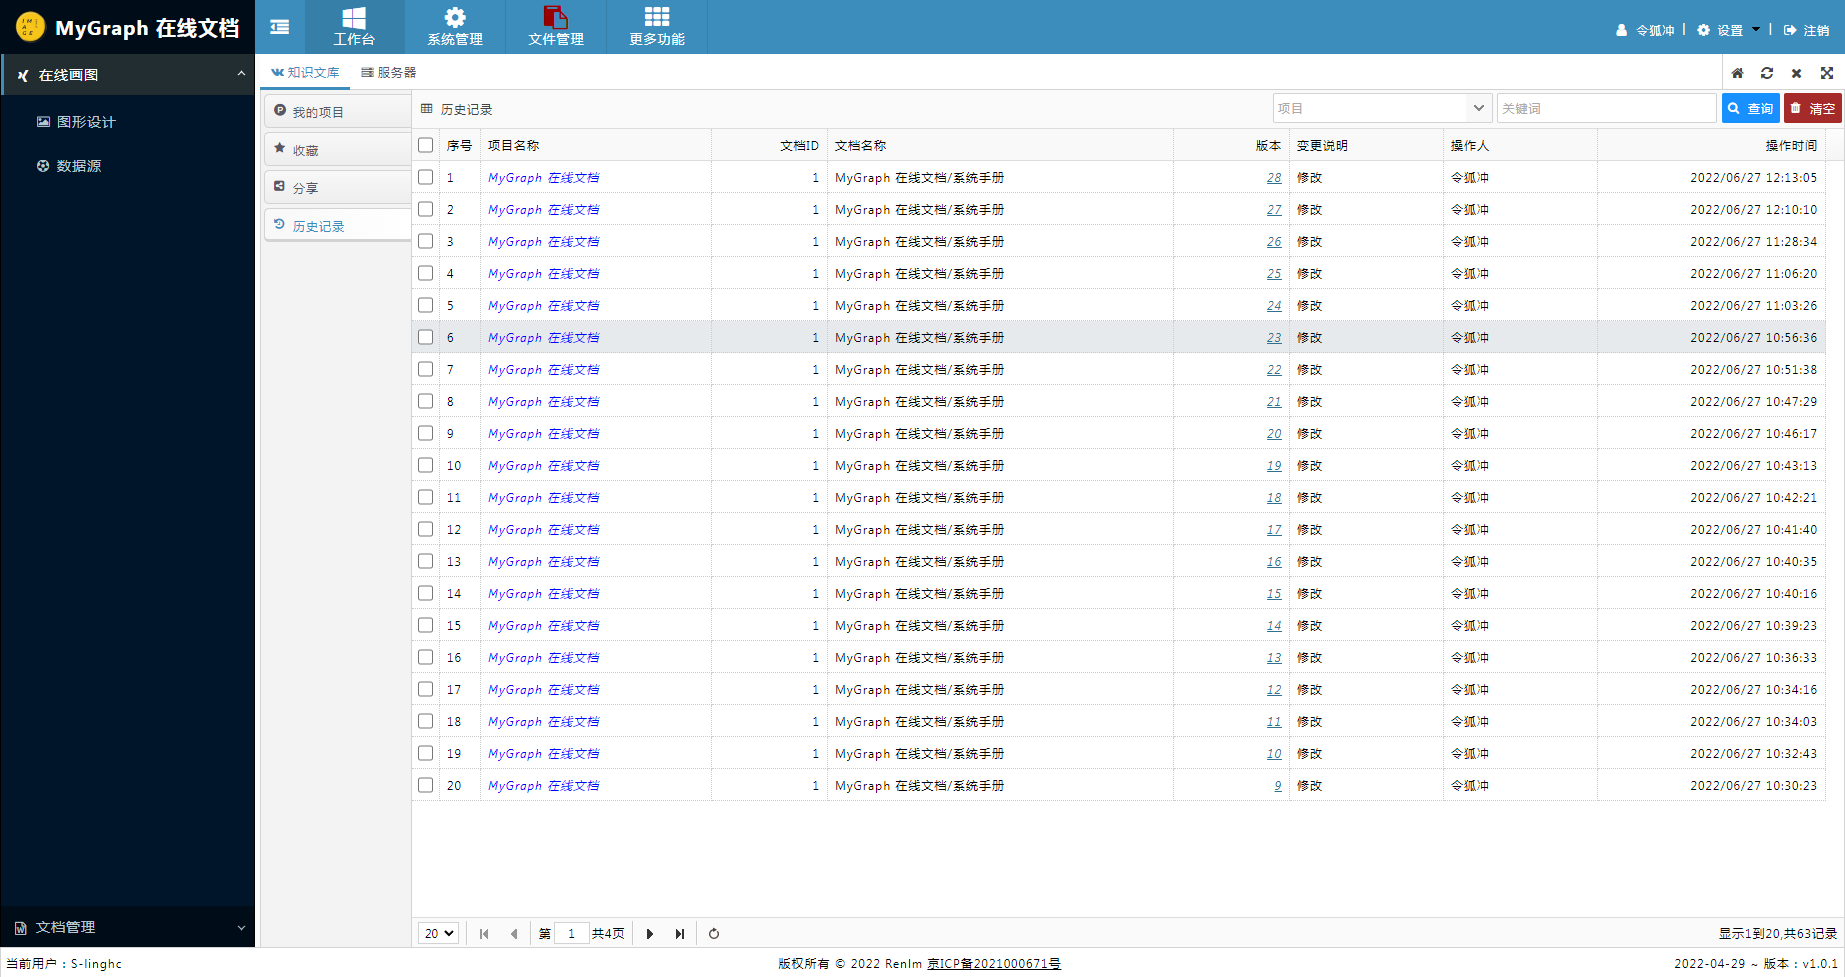 MyGraph 在线文档
工作台
系统管理
文件管理
更多功能
令狐冲 | 设置 | 注销
在线画图
图形设计
数据源
文档管理
知识文库 服务器
我的项目
收藏
分享
历史记录
历史记录 项目 关键词 查询 清空
序号 项目名称 文档ID 文档名称 版本 变更说明 操作人 操作时间
1 MyGraph 在线文档 1 MyGraph 在线文档/系统手册 28 修改 令狐冲 2022/06/27 12:13:05
2 MyGraph 在线文档 1 MyGraph 在线文档/系统手册 27 修改 令狐冲 2022/06/27 12:10:10
3 MyGraph 在线文档 1 MyGraph 在线文档/系统手册 26 修改 令狐冲 2022/06/27 11:28:34
4 MyGraph 在线文档 1 MyGraph 在线文档/系统手册 25 修改 令狐冲 2022/06/27 11:06:20
5 MyGraph 在线文档 1 MyGraph 在线文档/系统手册 24 修改 令狐冲 2022/06/27 11:03:26
6 MyGraph 在线文档 1 MyGraph 在线文档/系统手册 23 修改 令狐冲 2022/06/27 10:56:36
7 MyGraph 在线文档 1 MyGraph 在线文档/系统手册 22 修改 令狐冲 2022/06/27 10:51:38
8 MyGraph 在线文档 1 MyGraph 在线文档/系统手册 21 修改 令狐冲 2022/06/27 10:47:29
9 MyGraph 在线文档 1 MyGraph 在线文档/系统手册 20 修改 令狐冲 2022/06/27 10:46:17
10 MyGraph 在线文档 1 MyGraph 在线文档/系统手册 19 修改 令狐冲 2022/06/27 10:43:13
11 MyGraph 在线文档 1 MyGraph 在线文档/系统手册 18 修改 令狐冲 2022/06/27 10:42:21
12 MyGraph 在线文档 1 MyGraph 在线文档/系统手册 17 修改 令狐冲 2022/06/27 10:41:40
13 MyGraph 在线文档 1 MyGraph 在线文档/系统手册 16 修改 令狐冲 2022/06/27 10:40:35
14 MyGraph 在线文档 1 MyGraph 在线文档/系统手册 15 修改 令狐冲 2022/06/27 10:40:16
15 MyGraph 在线文档 1 MyGraph 在线文档/系统手册 14 修改 令狐冲 2022/06/27 10:39:23
16 MyGraph 在线文档 1 MyGraph 在线文档/系统手册 13 修改 令狐冲 2022/06/27 10:36:33
17 MyGraph 在线文档 1 MyGraph 在线文档/系统手册 12 修改 令狐冲 2022/06/27 10:34:16
18 MyGraph 在线文档 1 MyGraph 在线文档/系统手册 11 修改 令狐冲 2022/06/27 10:34:03
19 MyGraph 在线文档 1 MyGraph 在线文档/系统手册 10 修改 令狐冲 2022/06/27 10:32:43
20 MyGraph 在线文档 1 MyGraph 在线文档/系统手册 9 修改 令狐冲 2022/06/27 10:30:23
20 第 1 共4页 显示1到20,共63记录
当前用户：S-linghc 版权所有 © 2022 Renlm 京ICP备2021000671号 2022-04-29 ~ 版本：v1.0.1